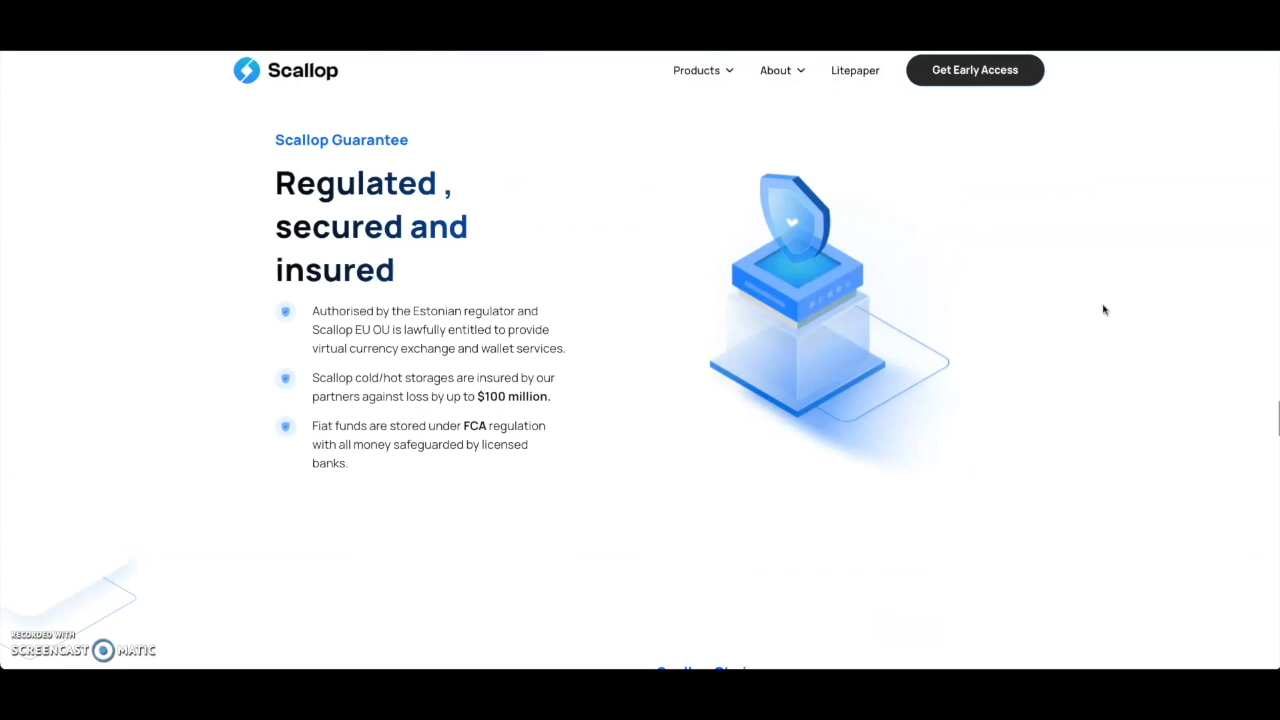 Scallop
Products
About
Litepaper
Get Early Access
Scallop Guarantee
Regulated ,
secured and
insured
Authorised by the Estonian regulator and
Scallop EU OU is lawfully entitled to provide
virtual currency exchange and wallet services.
Scallop cold/hot storages are insured by our
partners against loss by up to $100 million.
Fiat funds are stored under FCA regulation
with all money safeguarded by licensed
banks.
RECORDED WITH
SCREENCAST MATIC